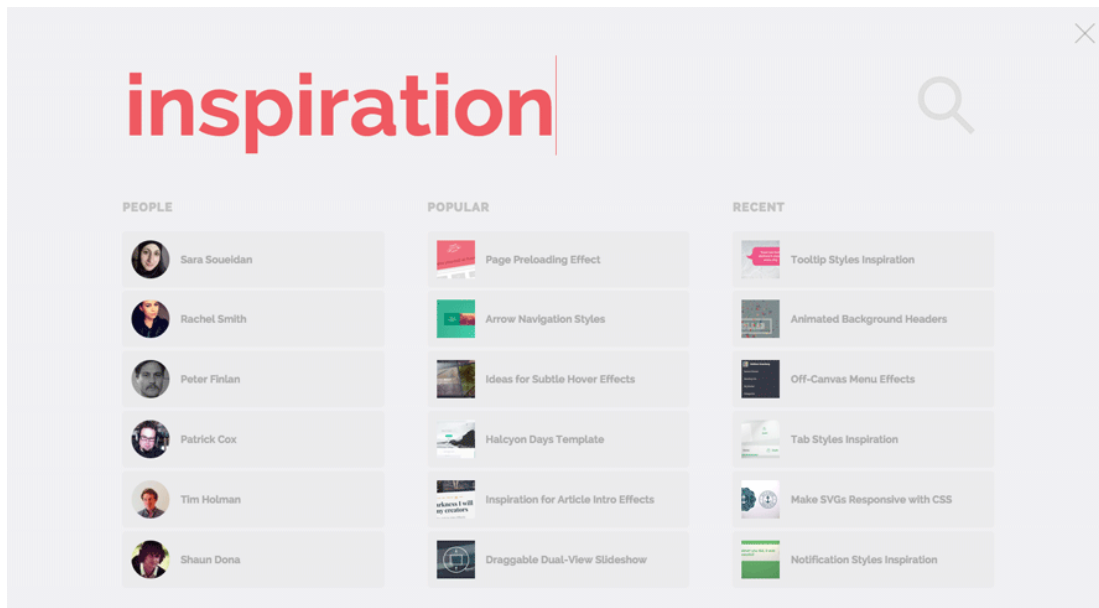 inspiration
PEOPLE
Sara Soueidan
Rachel Smith
Peter Finlan
Patrick Cox
Tim Holman
Shaun Dona
POPULAR
Page Preloading Effect
Arrow Navigation Styles
Ideas for Subtle Hover Effects
Halcyon Days Template
Inspiration for Article Intro Effects
Draggable Dual-View Slideshow
RECENT
Tooltip Styles Inspiration
Animated Background Headers
Off-Canvas Menu Effects
Tab Styles Inspiration
Make SVGs Responsive with CSS
Notification Styles Inspiration